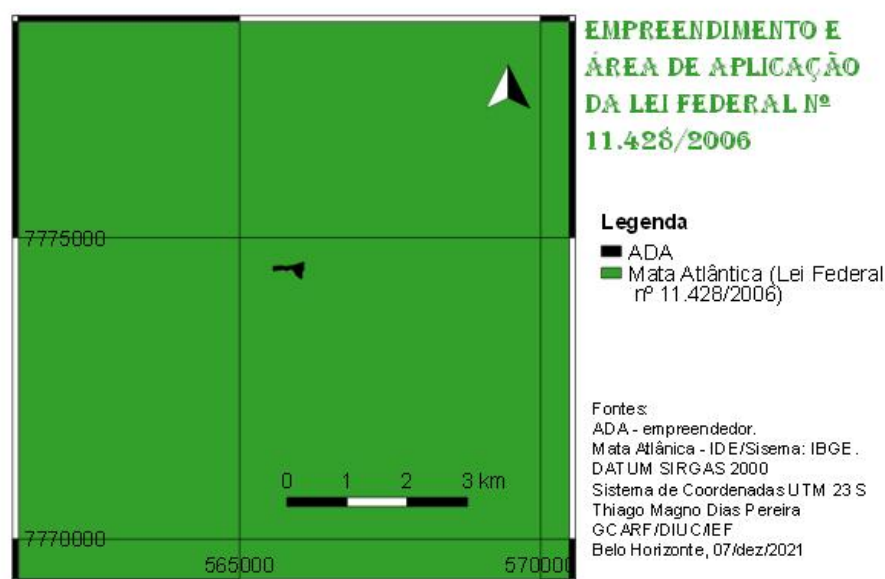 EMPREENDIMENTO E
ÁREA DE APLICAÇÃO
DA LEI FEDERAL Nº
11.428/2006
Legenda
ADA
Mata Atlântica (Lei Federal
nº 11.428/2006)
7775000
0 1 2 3 km
7770000
565000 570000
Fontes:
ADA - empreendedor.
Mata Atlânica - IDE/Sisema: IBGE.
DATUM SIRGAS 2000
Sistema de Coordenadas UTM 23 S
Thiago Magno Dias Pereira
GCARF/DIUC/IEF
Belo Horizonte, 07/dez/2021